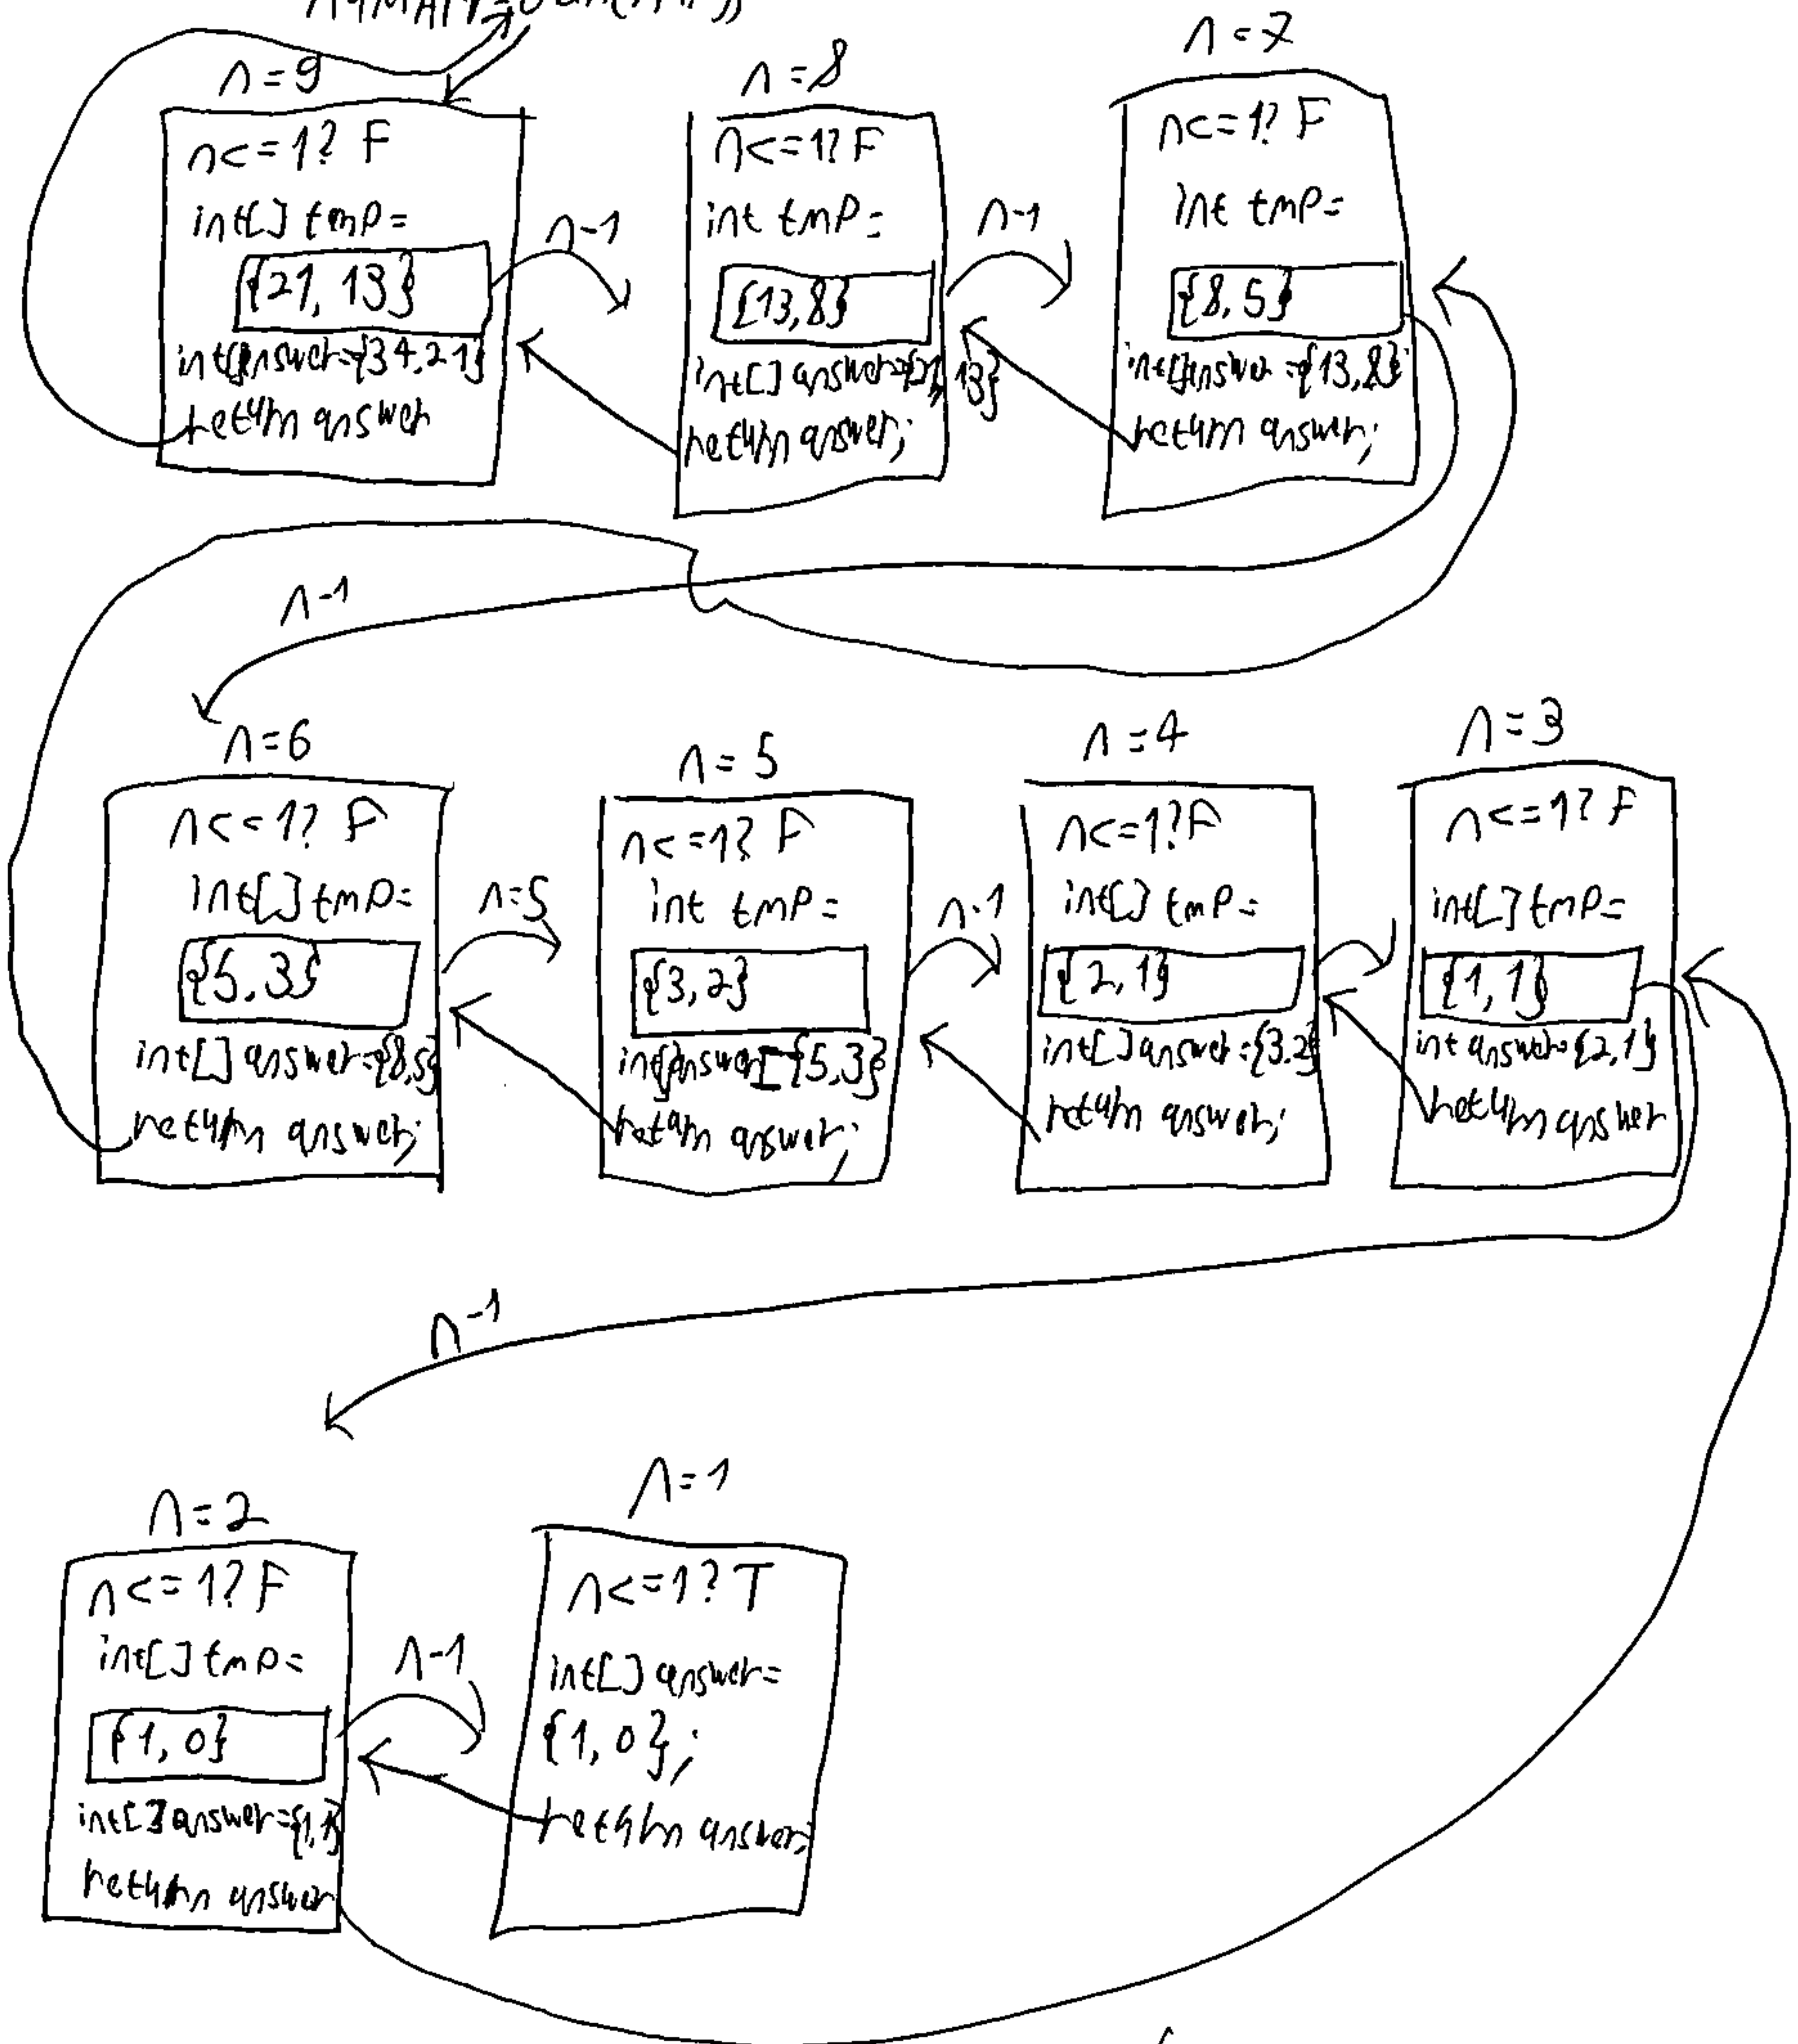 n=9
n<=1? F
int[] tmp=
{21, 13}
int[]answer={34,21}
return answer
n-1
n=8
n<=1? F
int tmp=
{13,8}
int[] answer={21,13}
return answer;
n-1
n=7
n<=1? F
int tmp=
{8,5}
int[]answer={13,8};
return answer;
n-1
n=6
n<=1? F
int[] tmp=
{5,3}
int[] answer={8,5}
return answer;
n=5
n=5
n<=1? F
int tmp=
{3,2}
int[]answer={5,3}
return answer;
n-1
n=4
n<=1? F
int[] tmp=
{2,1}
int[] answer={3,2}
return answer;
n=3
n<=1? F
int[] tmp=
{1,1}
int answer={2,1}
return answer
n-1
n=2
n<=1? F
int[] tmp=
{1,0}
int[] answer={1,1}
return answer
n-1
n=1
n<=1? T
int[] answer=
{1,0};
return answer;